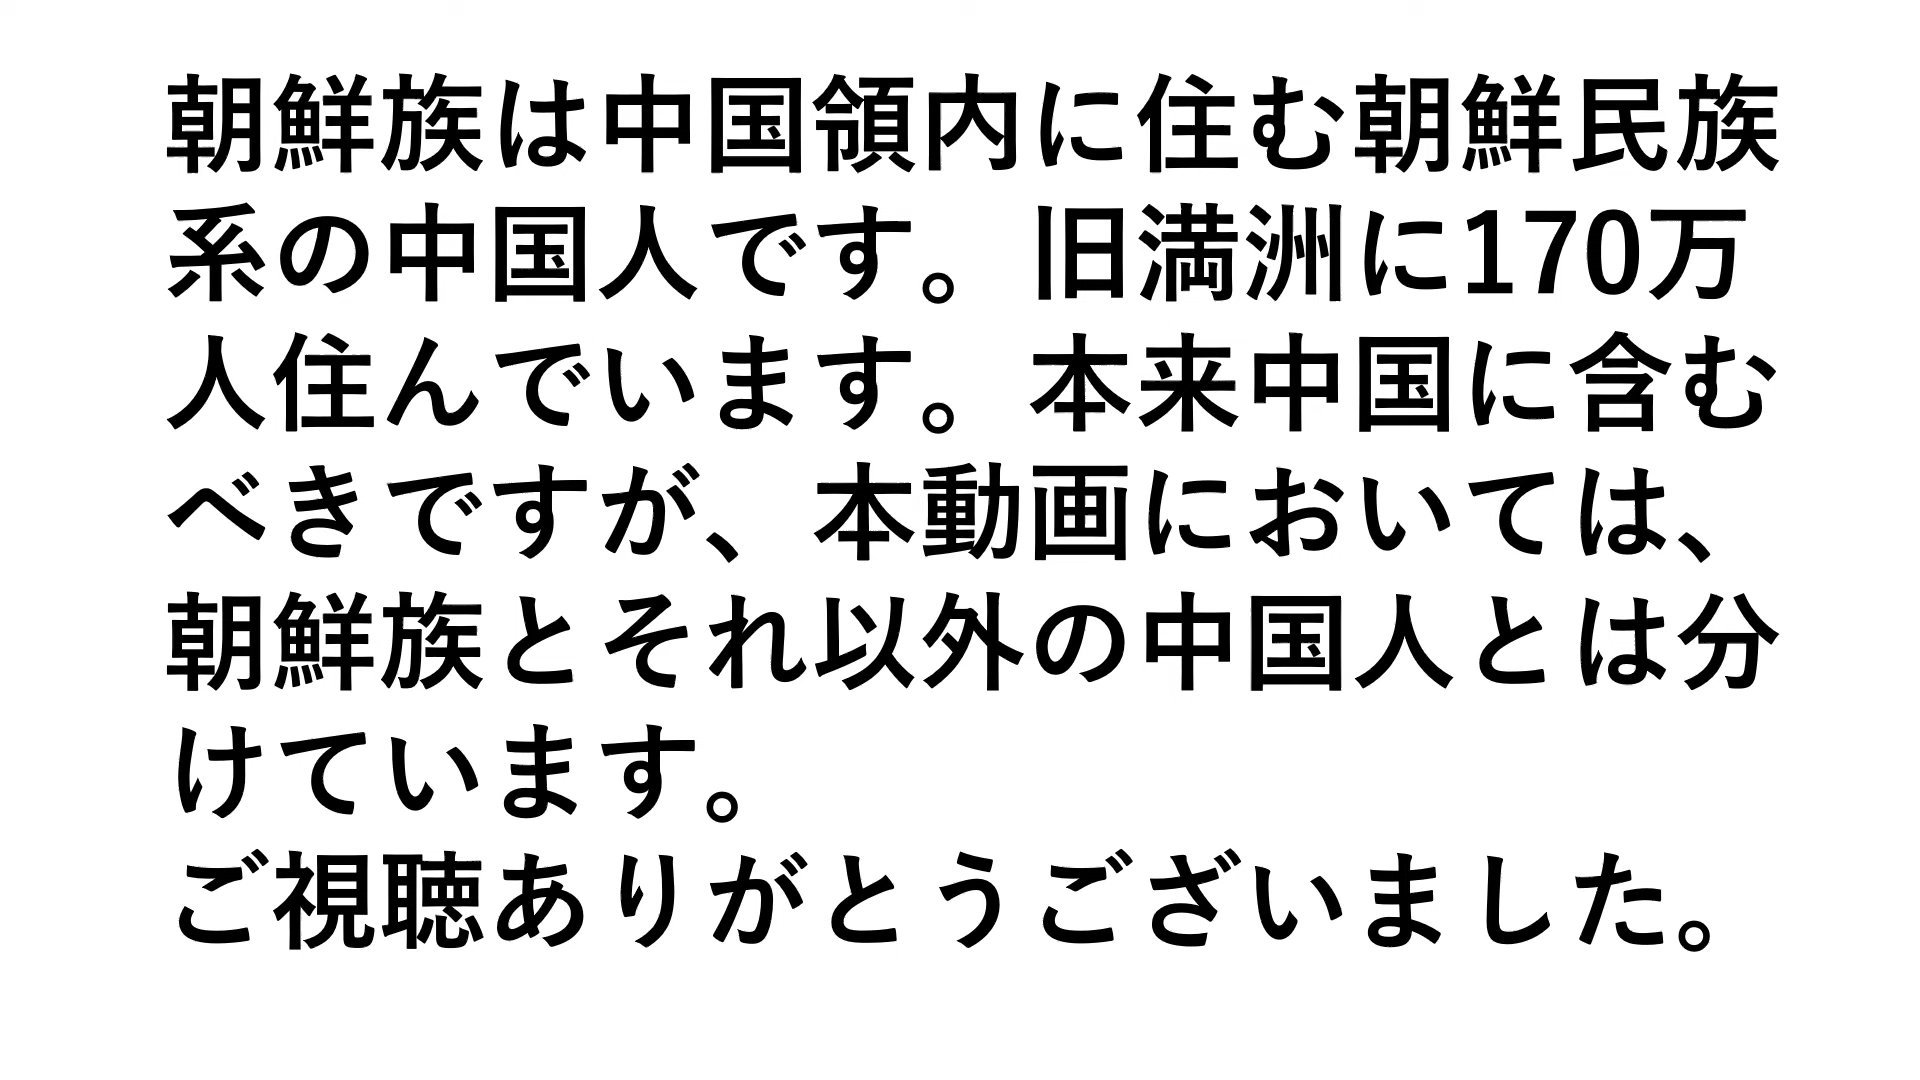 朝鮮族は中国領内に住む朝鮮民族
系の中国人です。旧満洲に170万
人住んでいます。本来中国に含む
べきですが、本動画においては、
朝鮮族とそれ以外の中国人とは分
けています。
ご視聴ありがとうございました。